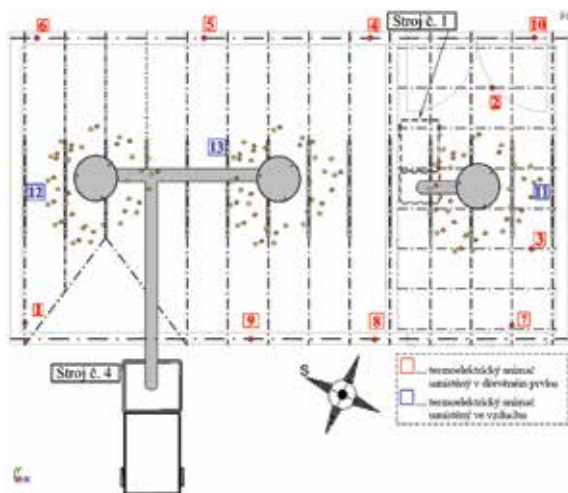 6 5 4 10
Stroj č. 1
2
13
12 11
3
1 9 8 7
Stroj č. 4
S
... termoelektrický snímač
umístěný v dřevěném prvku
... termoelektrický snímač
umístěný ve vzduchu